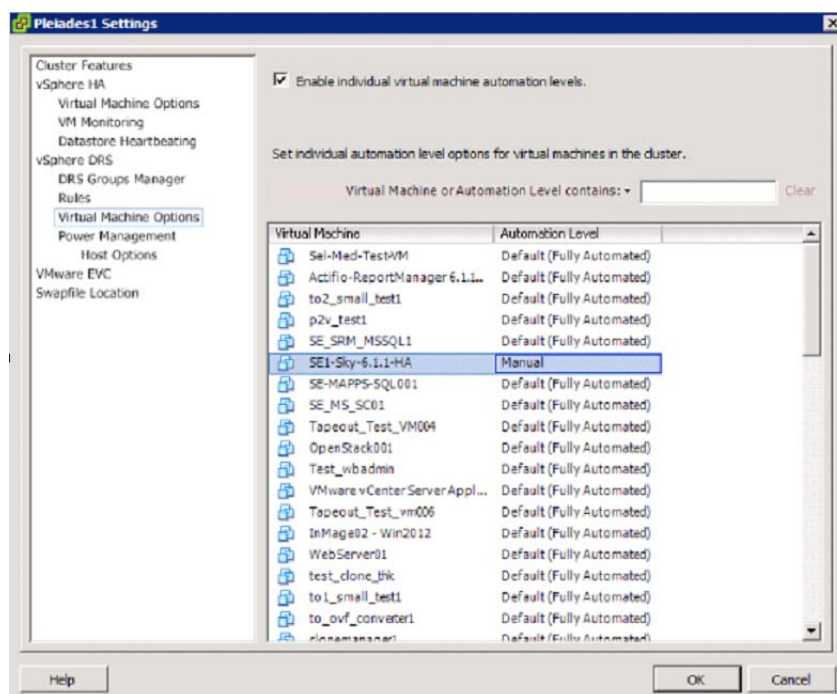 Pleiades1 Settings
Cluster Features
vSphere HA
Virtual Machine Options
VM Monitoring
Datastore Heartbeating
vSphere DRS
DRS Groups Manager
Rules
Virtual Machine Options
Power Management
Host Options
VMware EVC
Swapfile Location
Enable individual virtual machine automation levels.
Set individual automation level options for virtual machines in the cluster.
Virtual Machine or Automation Level contains: Clear
Virtual Machine Automation Level
Sel-Med-Test-VM Default (Fully Automated)
Actifio-ReportManager 6.1.1... Default (Fully Automated)
to2_small_test1 Default (Fully Automated)
p2v_test1 Default (Fully Automated)
SE_SRM_MSSQL1 Default (Fully Automated)
SE1-Sky-6.1.1-HA Manual
SE-MAPPS-SQL001 Default (Fully Automated)
SE_MS_SC01 Default (Fully Automated)
Tapeout_Test_VM004 Default (Fully Automated)
OpenStack001 Default (Fully Automated)
Test_wbadmin Default (Fully Automated)
VMware vCenter Server Appl... Default (Fully Automated)
Tapeout_Test_vm006 Default (Fully Automated)
InMage02 - Win2012 Default (Fully Automated)
WebServer01 Default (Fully Automated)
test_clone_thk Default (Fully Automated)
to1_small_test1 Default (Fully Automated)
to_ovf_converter1 Default (Fully Automated)
clonemanager1 Default (Fully Automated)
Help OK Cancel